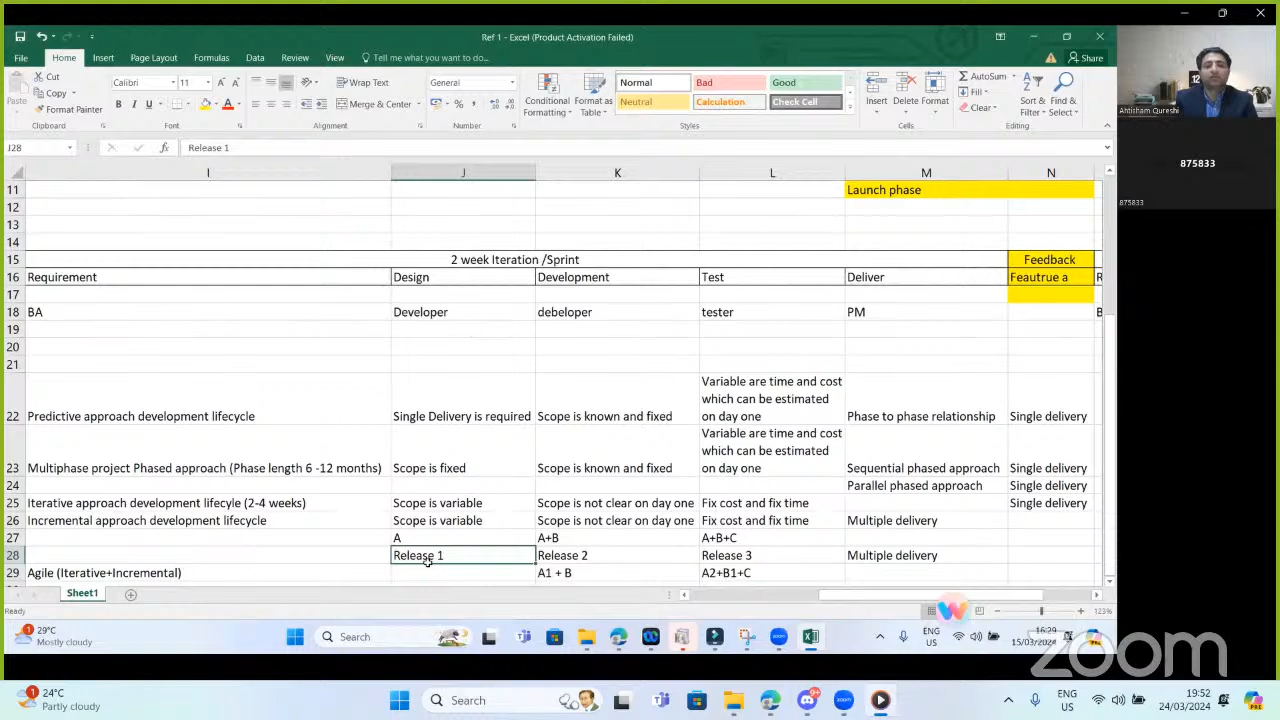 Ref 1 - Excel (Product Activation Failed)
File Home Insert Page Layout Formulas Data Review View Tell me what you want to do... Share
Cut
Copy
Format Painter
Paste
Clipboard
Calibri 11
B I U
Font
Wrap Text
Merge & Center
Alignment
General
Number
Conditional Formatting
Format as Table
Normal Bad Good
Neutral Calculation Check Cell
Styles
Insert Delete Format
Cells
AutoSum
Fill
Clear
Sort & Filter
Find & Select
Editing
12
Ahtisham Qureshi
875833
875833
J28 fx Release 1
I J K L M N
11 Launch phase
12
13
14
15 2 week Iteration /Sprint Feedback
16 Requirement Design Development Test Deliver Feautrue a R
17
18 BA Developer debeloper tester PM B
19
20
21
22 Predictive approach development lifecycle Single Delivery is required Scope is known and fixed Variable are time and cost which can be estimated on day one Phase to phase relationship Single delivery
23 Multiphase project Phased approach (Phase length 6 -12 months) Scope is fixed Scope is known and fixed Variable are time and cost which can be estimated on day one Sequential phased approach Single delivery
24 Parallel phased approach Single delivery
25 Iterative approach development lifecyle (2-4 weeks) Scope is variable Scope is not clear on day one Fix cost and fix time Single delivery
26 Incremental approach development lifecycle Scope is variable Scope is not clear on day one Fix cost and fix time Multiple delivery
27 A A+B A+B+C
28 Release 1 Release 2 Release 3 Multiple delivery
29 Agile (Iterative+Incremental) A1 + B A2+B1+C
Sheet1
Ready 123%
1 29°C
Mostly cloudy
Search
ENG
US
16:29
15/03/2024
zoom
1 24°C
Partly cloudy
Search
ENG
US
19:52
24/03/2024